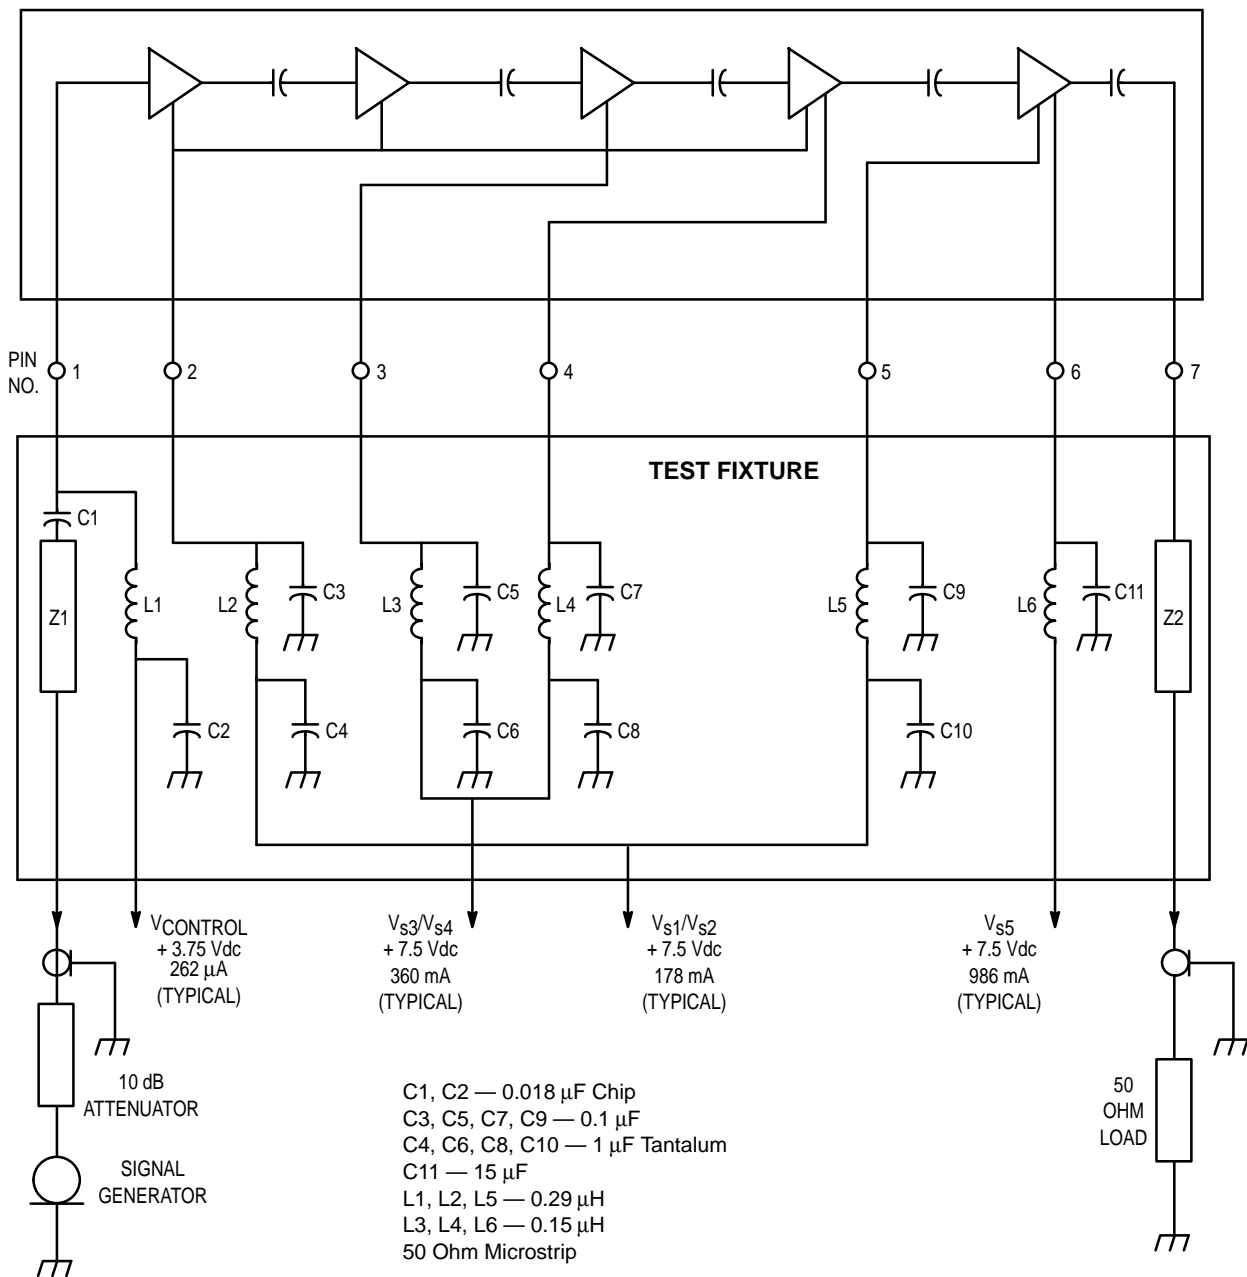 PIN
NO.
1
2
3
4
5
6
7
TEST FIXTURE
C1
Z1
L1
C2
L2
C3
C4
L3
C5
C6
L4
C7
C8
L5
C9
C10
L6
C11
Z2
VCONTROL
+ 3.75 Vdc
262 µA
(TYPICAL)
Vs3/Vs4
+ 7.5 Vdc
360 mA
(TYPICAL)
Vs1/Vs2
+ 7.5 Vdc
178 mA
(TYPICAL)
Vs5
+ 7.5 Vdc
986 mA
(TYPICAL)
10 dB
ATTENUATOR
SIGNAL
GENERATOR
C1, C2 — 0.018 µF Chip
C3, C5, C7, C9 — 0.1 µF
C4, C6, C8, C10 — 1 µF Tantalum
C11 — 15 µF
L1, L2, L5 — 0.29 µH
L3, L4, L6 — 0.15 µH
50 Ohm Microstrip
50
OHM
LOAD